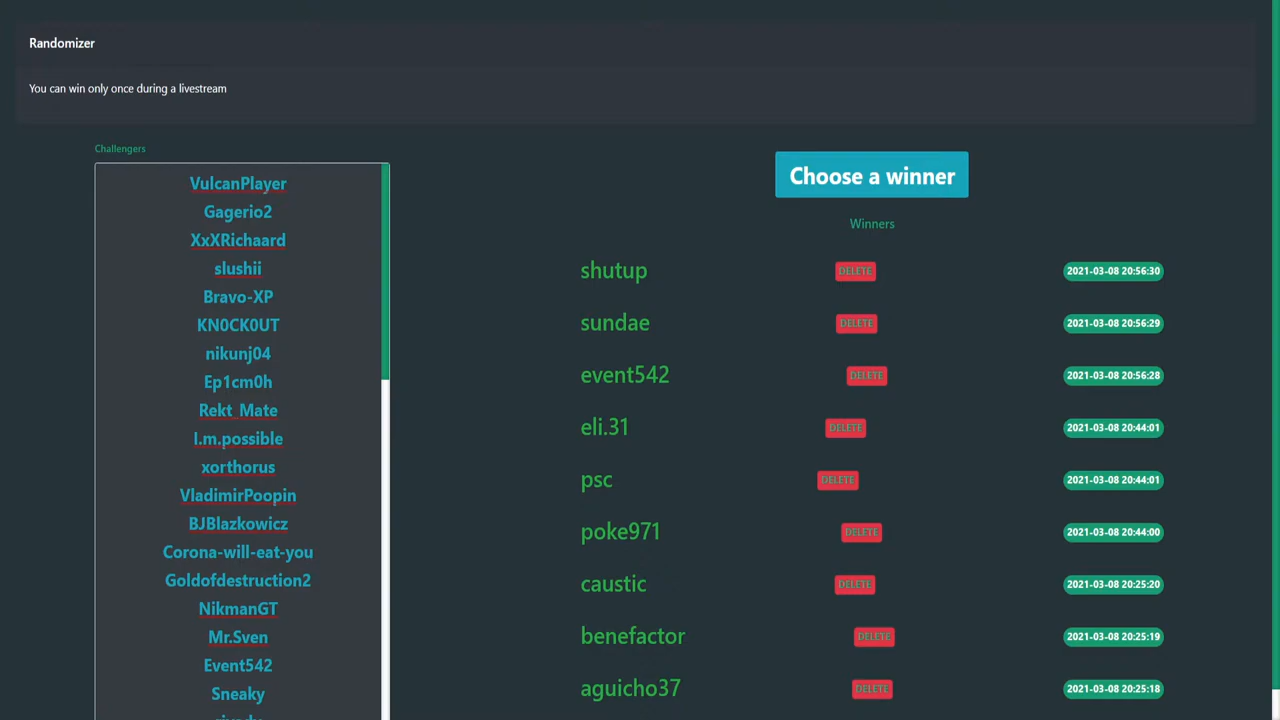 Randomizer
You can win only once during a livestream
Challengers
VulcanPlayer
Gagerio2
XxXRichaard
slushii
Bravo-XP
KN0CK0UT
nikunj04
Ep1cm0h
Rekt_Mate
I.m.possible
xorthorus
VladimirPoopin
BJBlazkowicz
Corona-will-eat-you
Goldofdestruction2
NikmanGT
Mr.Sven
Event542
Sneaky
Choose a winner
Winners
shutup DELETE 2021-03-08 20:56:30
sundae DELETE 2021-03-08 20:56:29
event542 DELETE 2021-03-08 20:56:28
eli.31 DELETE 2021-03-08 20:44:01
psc DELETE 2021-03-08 20:44:01
poke971 DELETE 2021-03-08 20:44:00
caustic DELETE 2021-03-08 20:25:20
benefactor DELETE 2021-03-08 20:25:19
aguicho37 DELETE 2021-03-08 20:25:18